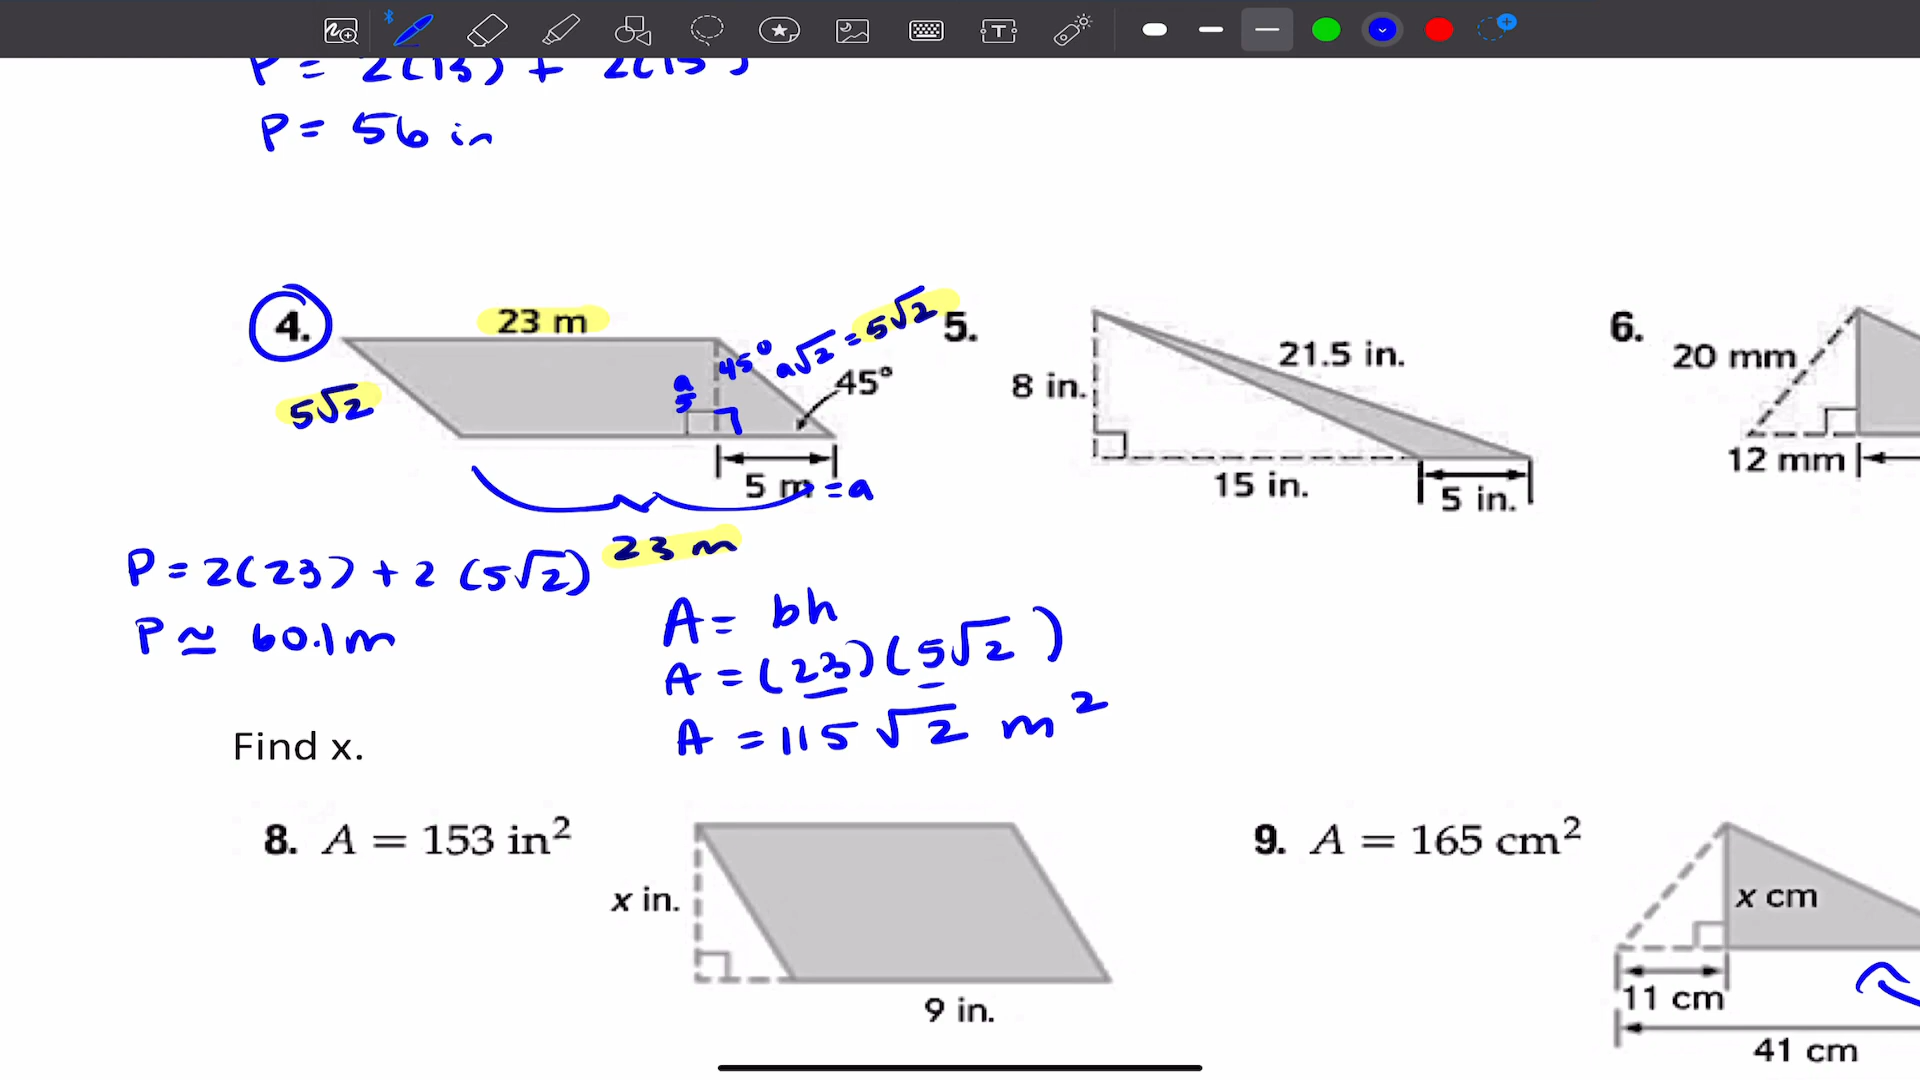 P = 2(13) + 2(15)
P = 56 in
4.
23 m
5√2
a
5
45°
a√2 = 5√2
45°
5 m = a
23 m
P = 2(23) + 2(5√2)
P ≃ 60.1m
A = bh
A = (23)(5√2)
A = 115√2 m²
5.
8 in.
21.5 in.
15 in.
5 in.
6.
20 mm
12 mm
Find x.
8. A = 153 in²
x in.
9 in.
9. A = 165 cm²
x cm
11 cm
41 cm